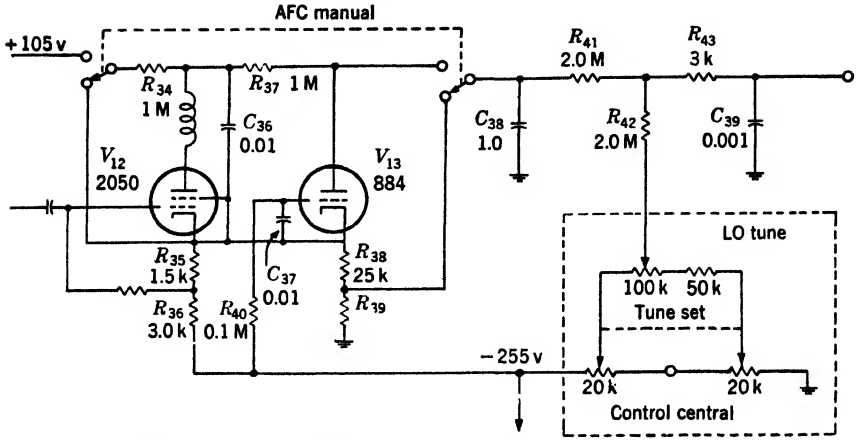 AFC manual
+105 v
R34
1 M
R37 1 M
C36
0.01
V12
2050
V13
884
R35
1.5 k
R36
3.0 k
C37
0.01
R40
0.1 M
R38
25 k
R39
R41
2.0 M
R43
3 k
C38
1.0
R42
2.0 M
C39
0.001
LO tune
100 k 50 k
Tune set
−255 v
20 k 20 k
Control central